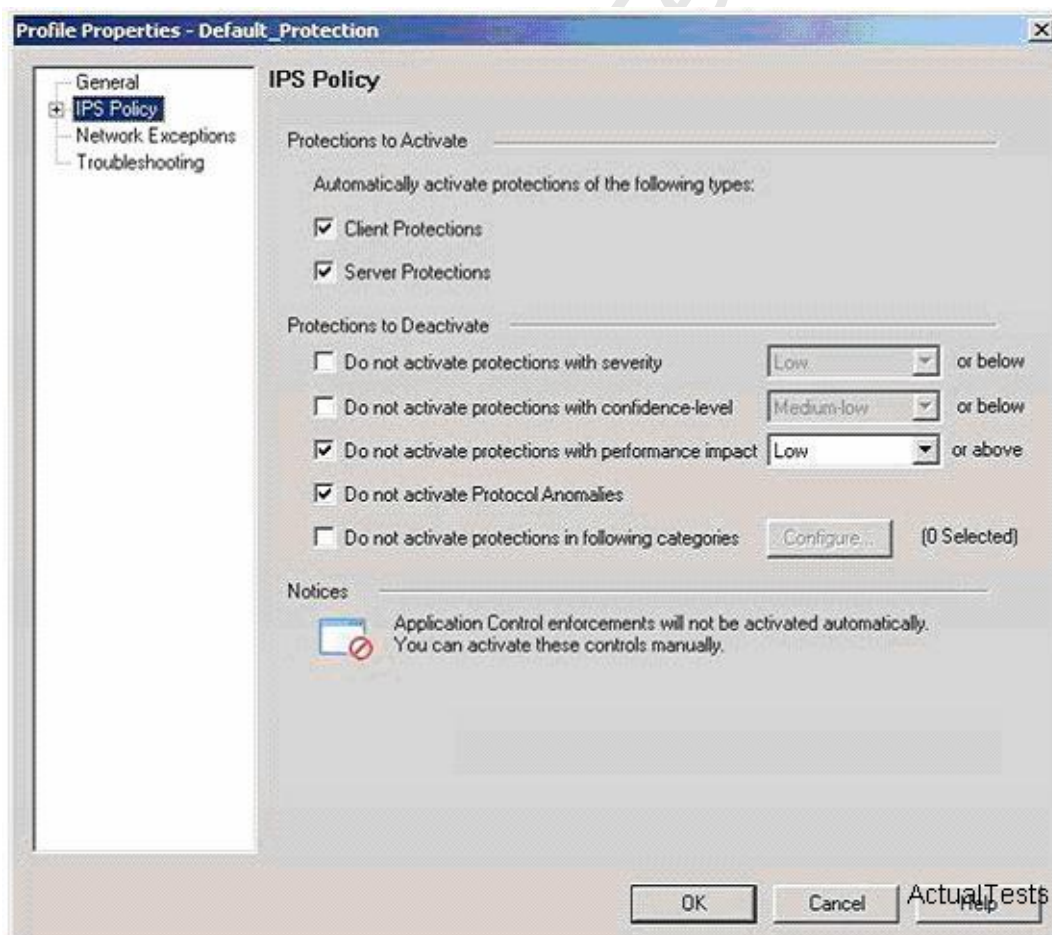 Profile Properties - Default_Protection
General
IPS Policy
Network Exceptions
Troubleshooting
IPS Policy
Protections to Activate
Automatically activate protections of the following types:
Client Protections
Server Protections
Protections to Deactivate
Do not activate protections with severity Low or below
Do not activate protections with confidence-level Medium-low or below
Do not activate protections with performance impact Low or above
Do not activate Protocol Anomalies
Do not activate protections in following categories Configure... (0 Selected)
Notices
Application Control enforcements will not be activated automatically.
You can activate these controls manually.
OK Cancel Help
ActualTests